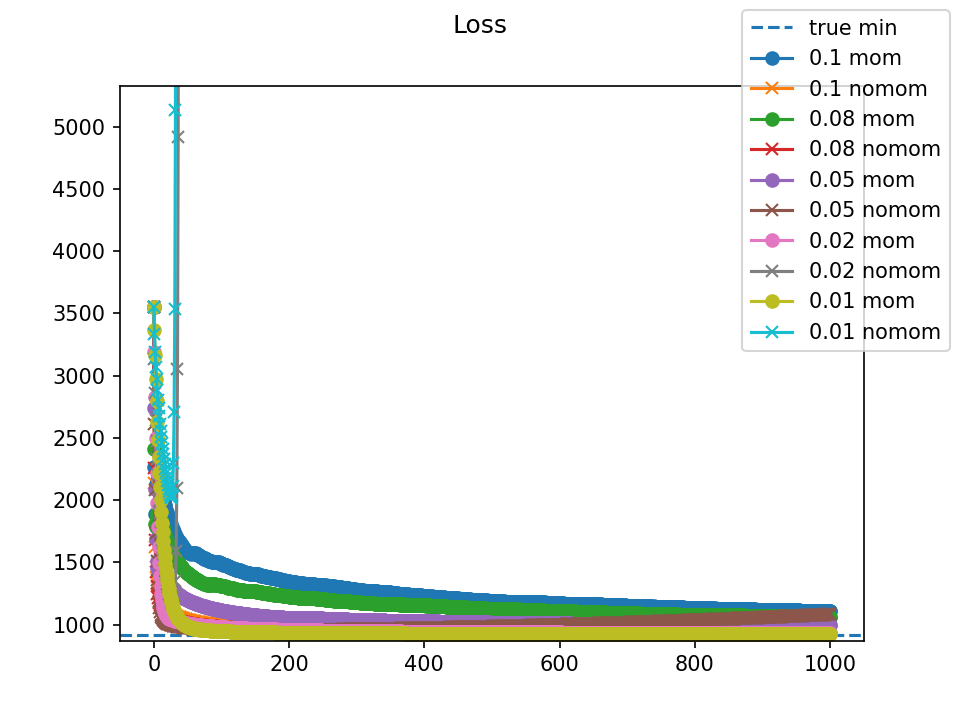 Loss
true min
0.1 mom
0.1 nomom
0.08 mom
0.08 nomom
0.05 mom
0.05 nomom
0.02 mom
0.02 nomom
0.01 mom
0.01 nomom
5000
4500
4000
3500
3000
2500
2000
1500
1000
0 200 400 600 800 1000